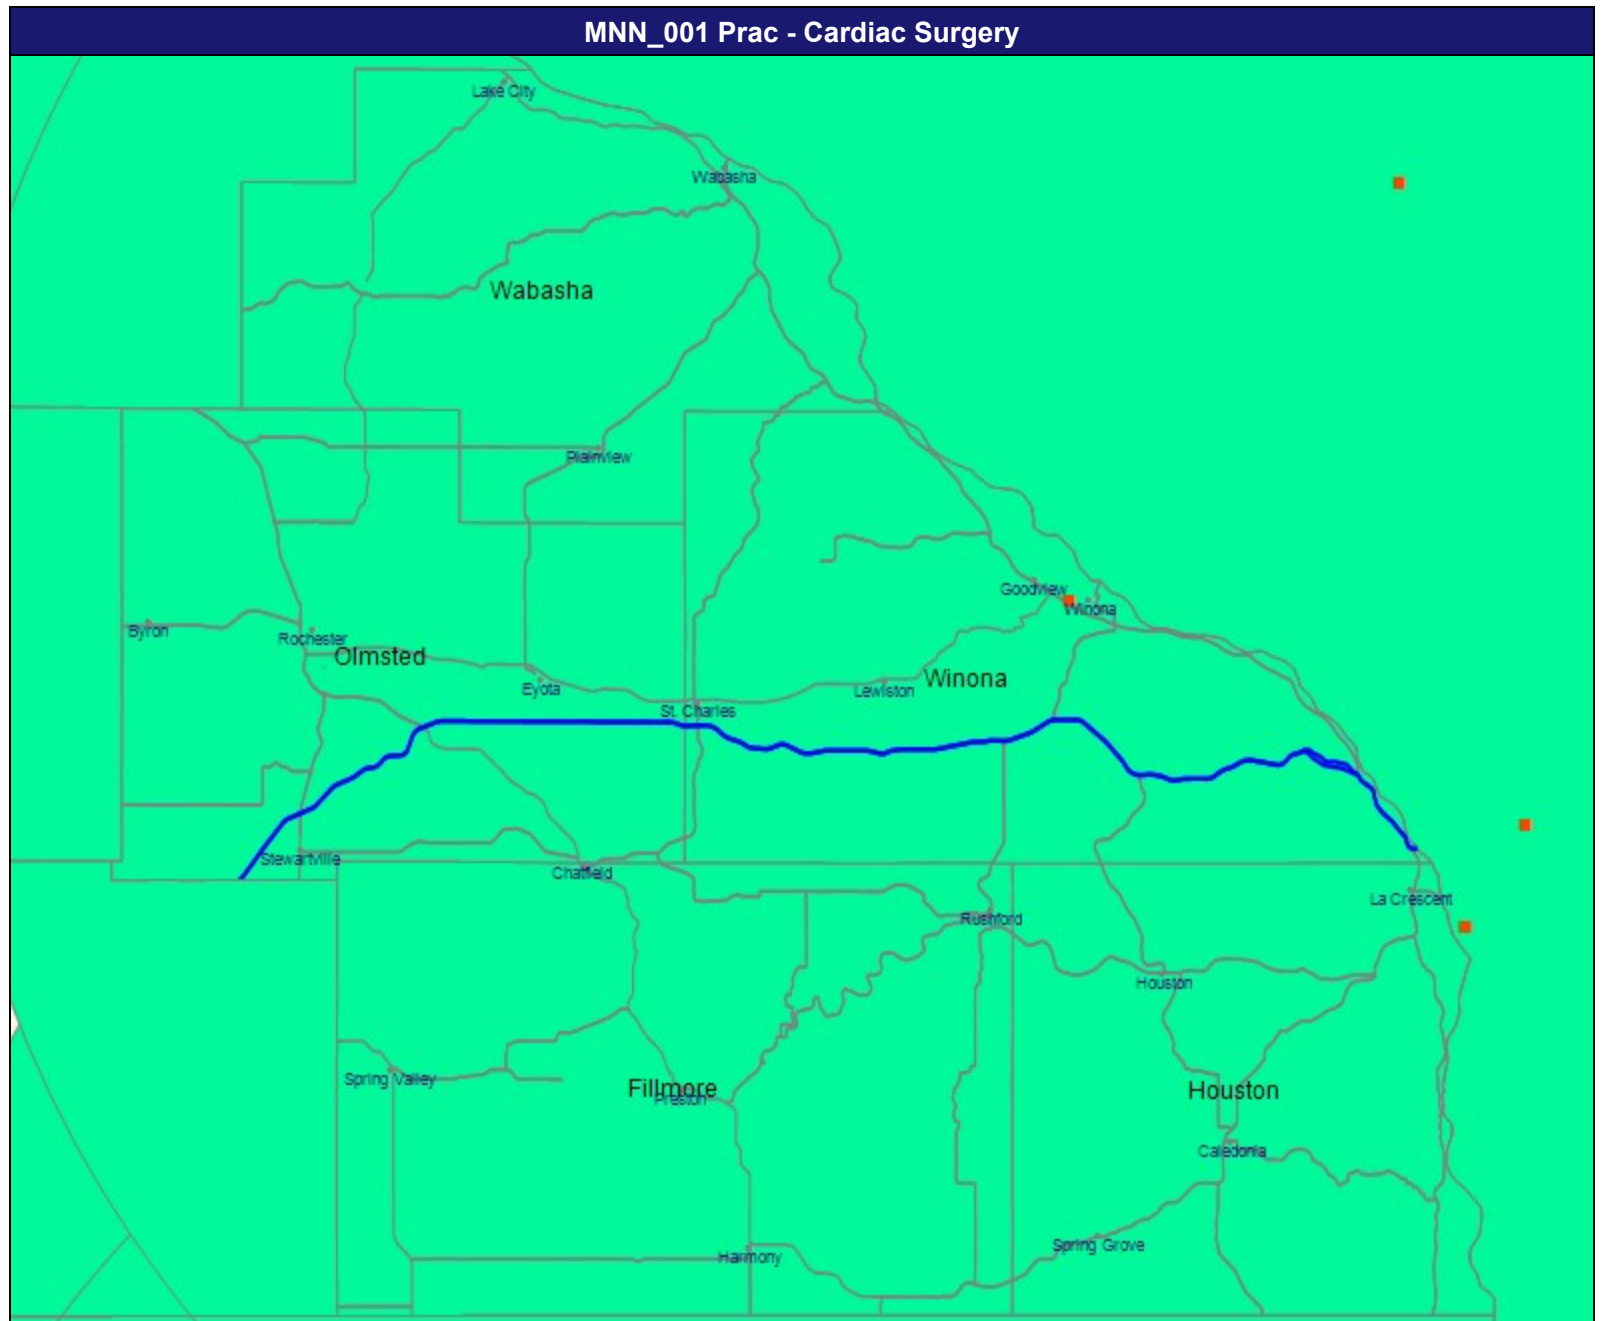 MNN_001 Prac - Cardiac Surgery
Lake City
Wabasha
Wabasha
Plainview
Goodview
Winona
Byron
Rochester
Olmsted
Eyota
Lewiston
Winona
St. Charles
Stewartville
Chatfield
La Crescent
Rushford
Houston
Spring Valley
Fillmore
Preston
Houston
Caledonia
Spring Grove
Harmony